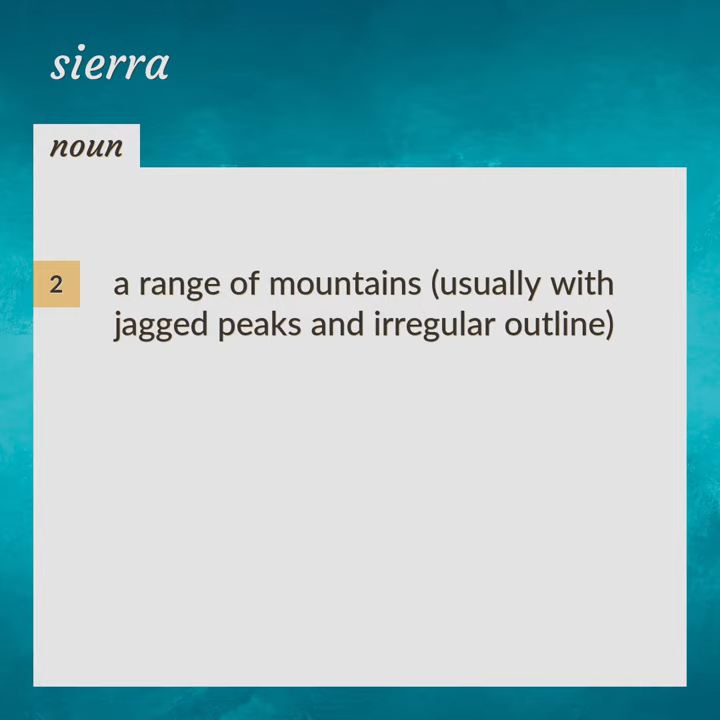 sierra
noun
2
a range of mountains (usually with
jagged peaks and irregular outline)